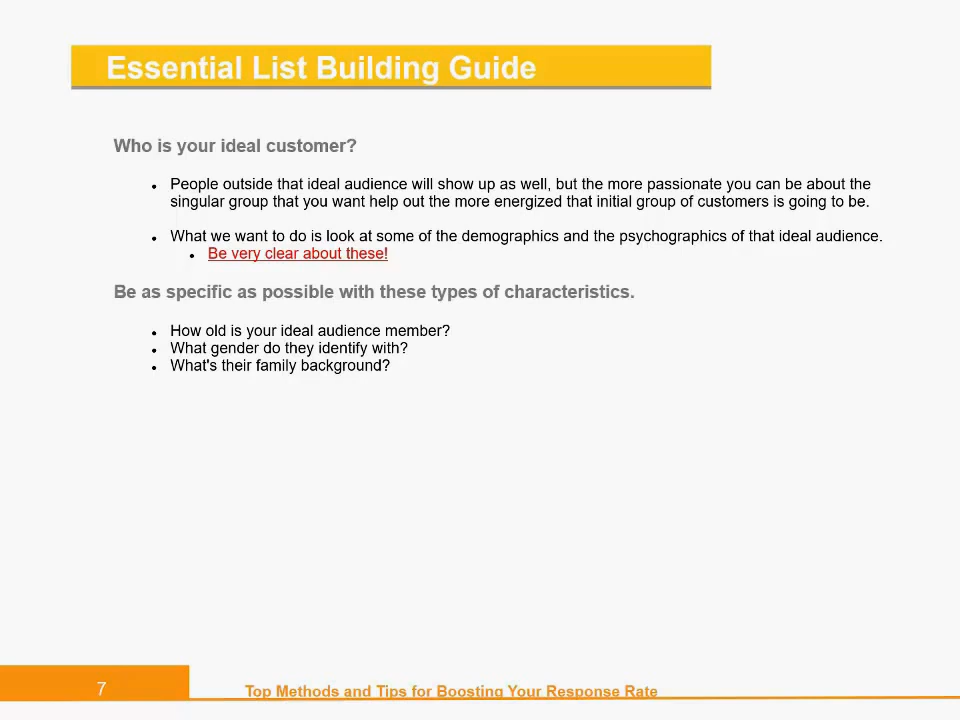 Essential List Building Guide
Who is your ideal customer?
• People outside that ideal audience will show up as well, but the more passionate you can be about the
singular group that you want help out the more energized that initial group of customers is going to be.
• What we want to do is look at some of the demographics and the psychographics of that ideal audience.
• Be very clear about these!
Be as specific as possible with these types of characteristics.
• How old is your ideal audience member?
• What gender do they identify with?
• What's their family background?
7
Top Methods and Tips for Boosting Your Response Rate